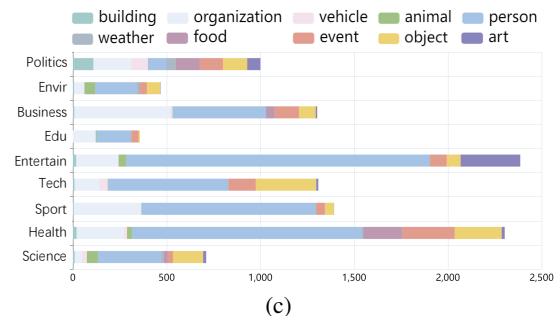 building organization vehicle animal person
weather food event object art
Politics
Envir
Business
Edu
Entertain
Tech
Sport
Health
Science
0 500 1,000 1,500 2,000 2,500
(c)